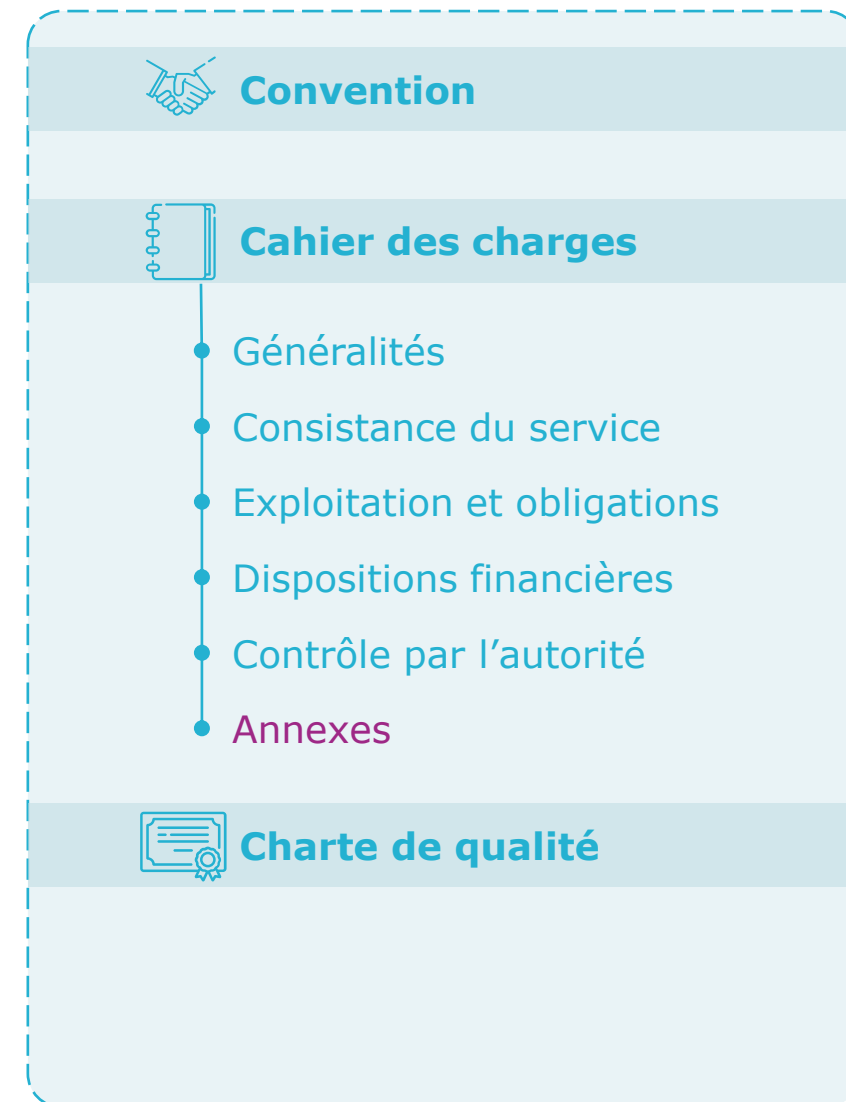 Convention
Cahier des charges
Généralités
Consistance du service
Exploitation et obligations
Dispositions financières
Contrôle par l’autorité
Annexes
Charte de qualité